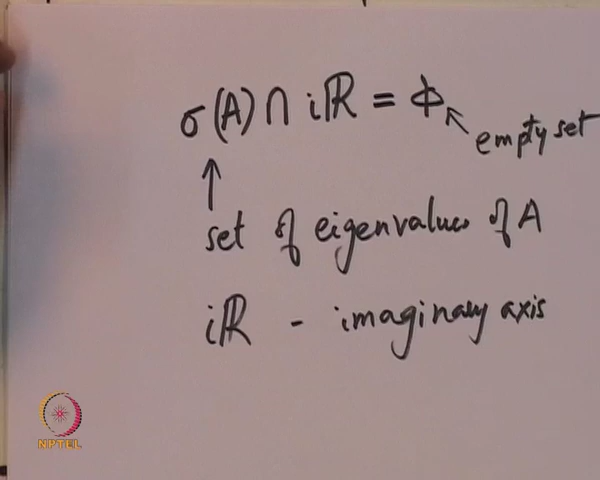 σ(A) ∩ iℝ = ϕ
empty set
set of eigenvalues of A
iℝ - imaginary axis
NPTEL